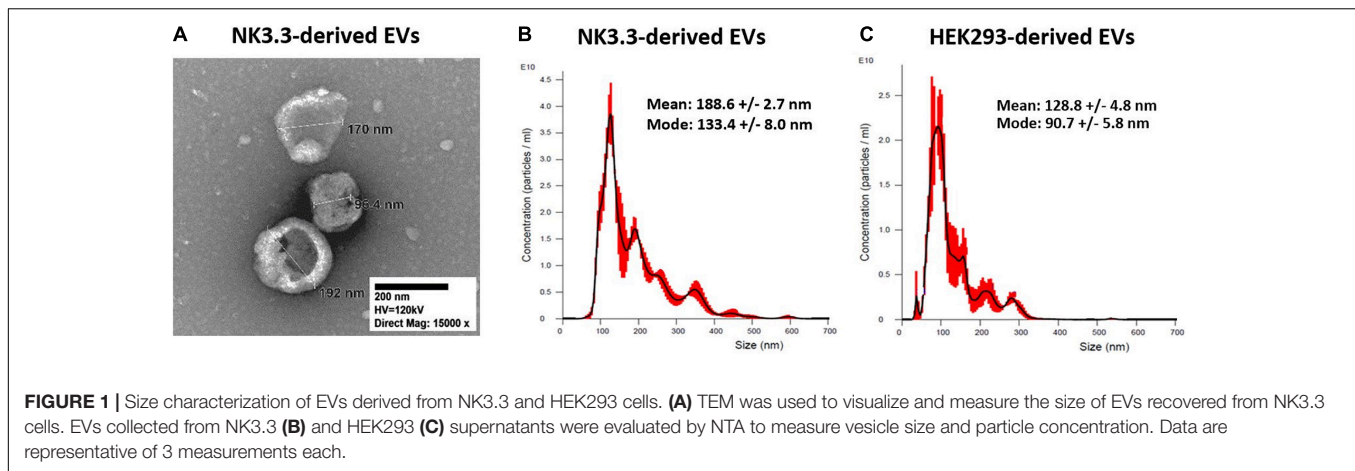 A NK3.3-derived EVs
170 nm
96.4 nm
192 nm
200 nm
HV=120kV
Direct Mag: 15000 x
B NK3.3-derived EVs
E10
Concentration (particles / ml)
4.5
4.0
3.5
3.0
2.5
2.0
1.5
1.0
0.5
0
Mean: 188.6 +/- 2.7 nm
Mode: 133.4 +/- 8.0 nm
0 100 200 300 400 500 600 700
Size (nm)
C HEK293-derived EVs
E10
Concentration (particles / ml)
2.5
2.0
1.5
1.0
0.5
0
Mean: 128.8 +/- 4.8 nm
Mode: 90.7 +/- 5.8 nm
0 100 200 300 400 500 600 700
Size (nm)
FIGURE 1 | Size characterization of EVs derived from NK3.3 and HEK293 cells. (A) TEM was used to visualize and measure the size of EVs recovered from NK3.3
cells. EVs collected from NK3.3 (B) and HEK293 (C) supernatants were evaluated by NTA to measure vesicle size and particle concentration. Data are
representative of 3 measurements each.